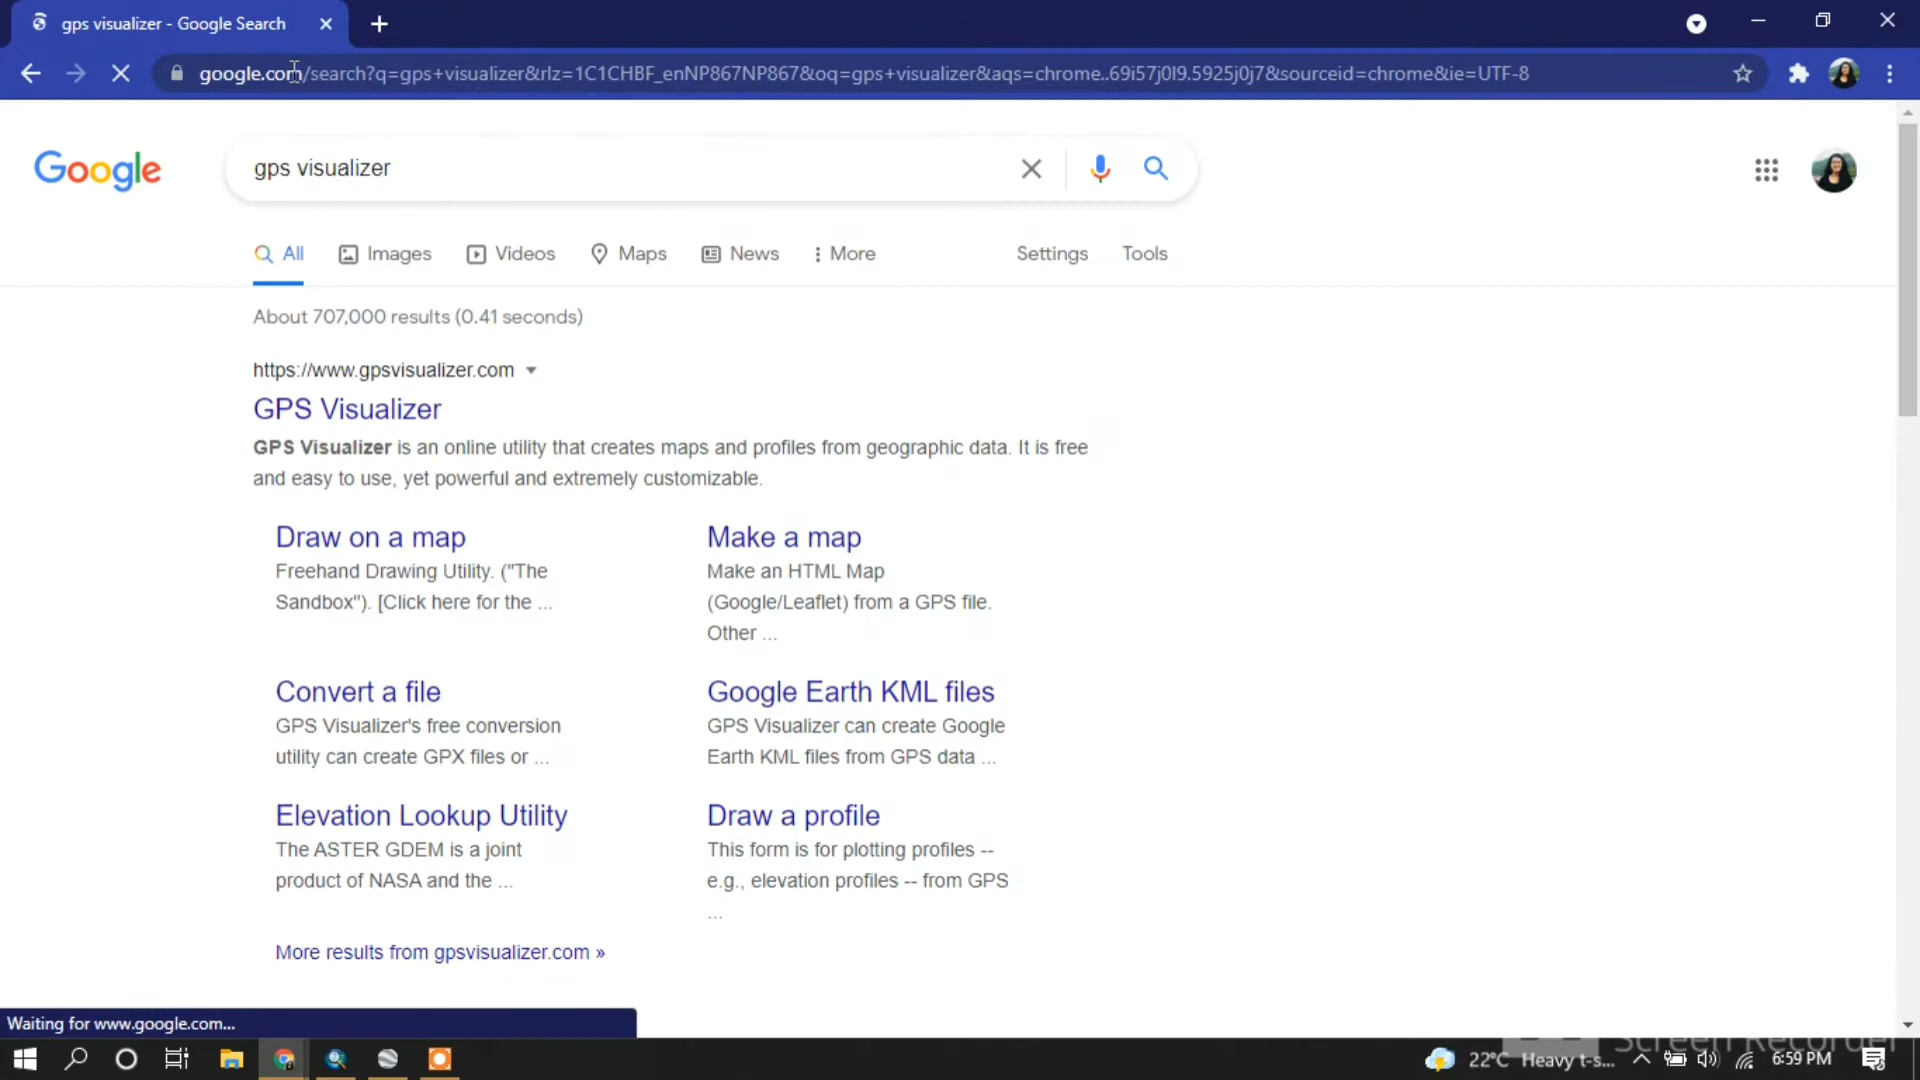 gps visualizer - Google Search
google.com/search?q=gps+visualizer&rlz=1C1CHBF_enNP867NP867&oq=gps+visualizer&aqs=chrome..69i57j0l9.5925j0j7&sourceid=chrome&ie=UTF-8
Google
gps visualizer
All Images Videos Maps News More Settings Tools
About 707,000 results (0.41 seconds)
https://www.gpsvisualizer.com
GPS Visualizer
GPS Visualizer is an online utility that creates maps and profiles from geographic data. It is free
and easy to use, yet powerful and extremely customizable.
Draw on a map
Freehand Drawing Utility. ("The
Sandbox"). [Click here for the ...
Make a map
Make an HTML Map
(Google/Leaflet) from a GPS file.
Other ...
Convert a file
GPS Visualizer's free conversion
utility can create GPX files or ...
Google Earth KML files
GPS Visualizer can create Google
Earth KML files from GPS data ...
Elevation Lookup Utility
The ASTER GDEM is a joint
product of NASA and the ...
Draw a profile
This form is for plotting profiles --
e.g., elevation profiles -- from GPS
...
More results from gpsvisualizer.com »
Waiting for www.google.com...
Screen Recorder
22°C Heavy t-s... 6:59 PM